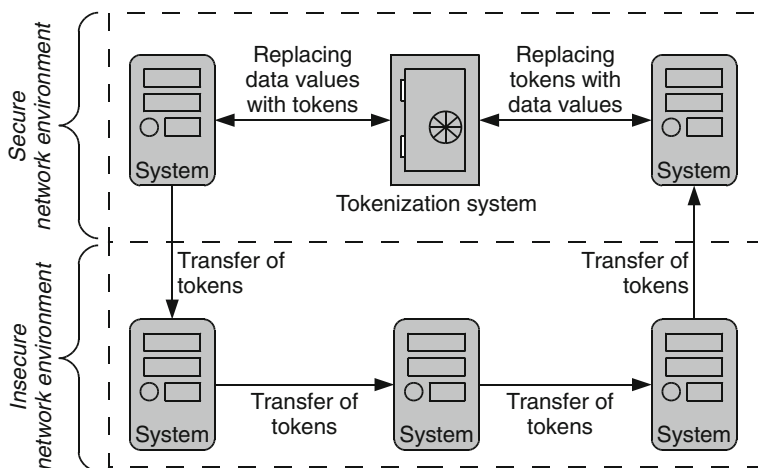 Secure
network environment
Replacing
data values
with tokens
Replacing
tokens with
data values
System
System
Tokenization system
Insecure
network environment
Transfer of
tokens
Transfer of
tokens
Transfer of
tokens
Transfer of
tokens
System
System
System